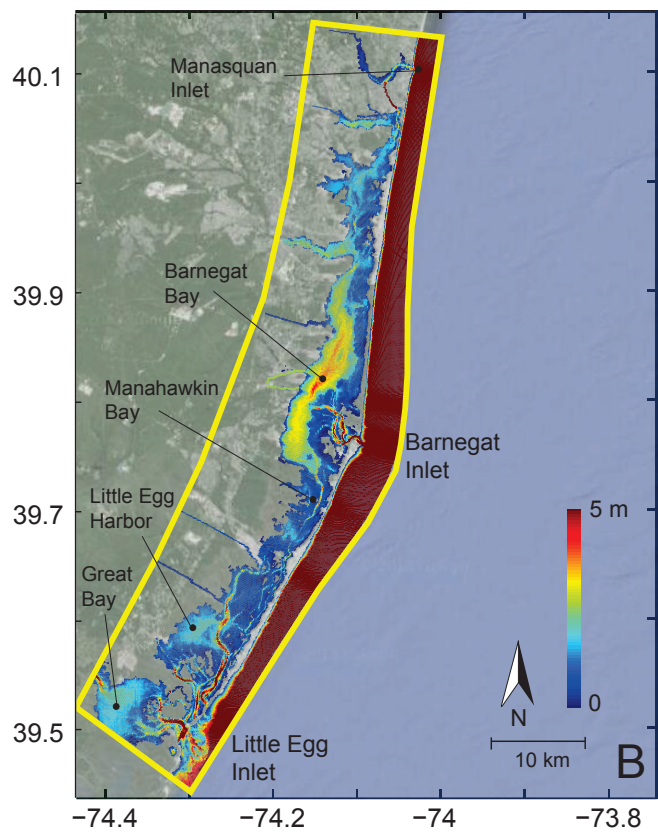 40.1
39.9
39.7
39.5
−74.4
−74.2
−74
−73.8
Manasquan
Inlet
Barnegat
Bay
Manahawkin
Bay
Barnegat
Inlet
Little Egg
Harbor
Great
Bay
Little Egg
Inlet
5 m
0
N
10 km
B